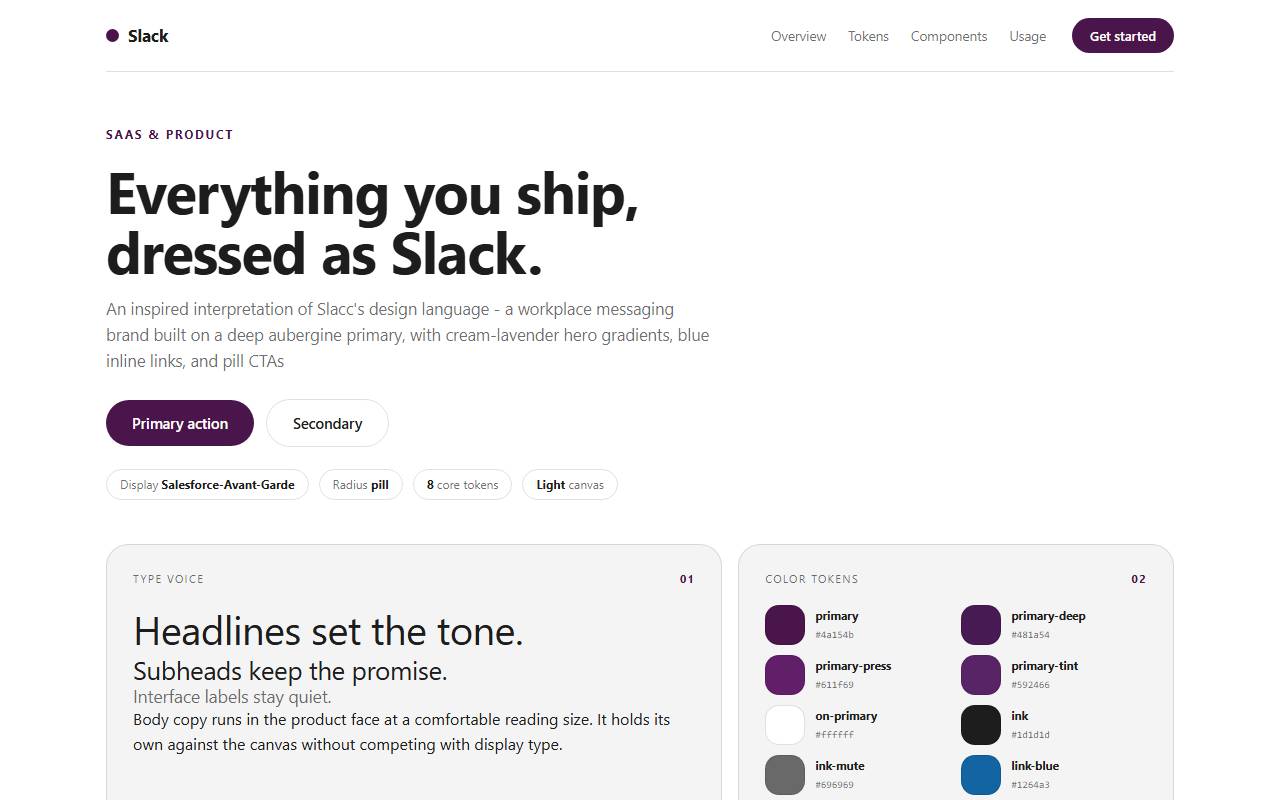 Slack
Overview Tokens Components Usage Get started
SAAS & PRODUCT
Everything you ship,
dressed as Slack.
An inspired interpretation of Slacc's design language - a workplace messaging
brand built on a deep aubergine primary, with cream-lavender hero gradients, blue
inline links, and pill CTAs
Primary action Secondary
Display Salesforce-Avant-Garde Radius pill 8 core tokens Light canvas
TYPE VOICE 01
Headlines set the tone.
Subheads keep the promise.
Interface labels stay quiet.
Body copy runs in the product face at a comfortable reading size. It holds its
own against the canvas without competing with display type.
COLOR TOKENS 02
primary
#4a154b
primary-deep
#481a54
primary-press
#611f69
primary-tint
#592466
on-primary
#ffffff
ink
#1d1d1d
ink-mute
#696969
link-blue
#1264a3